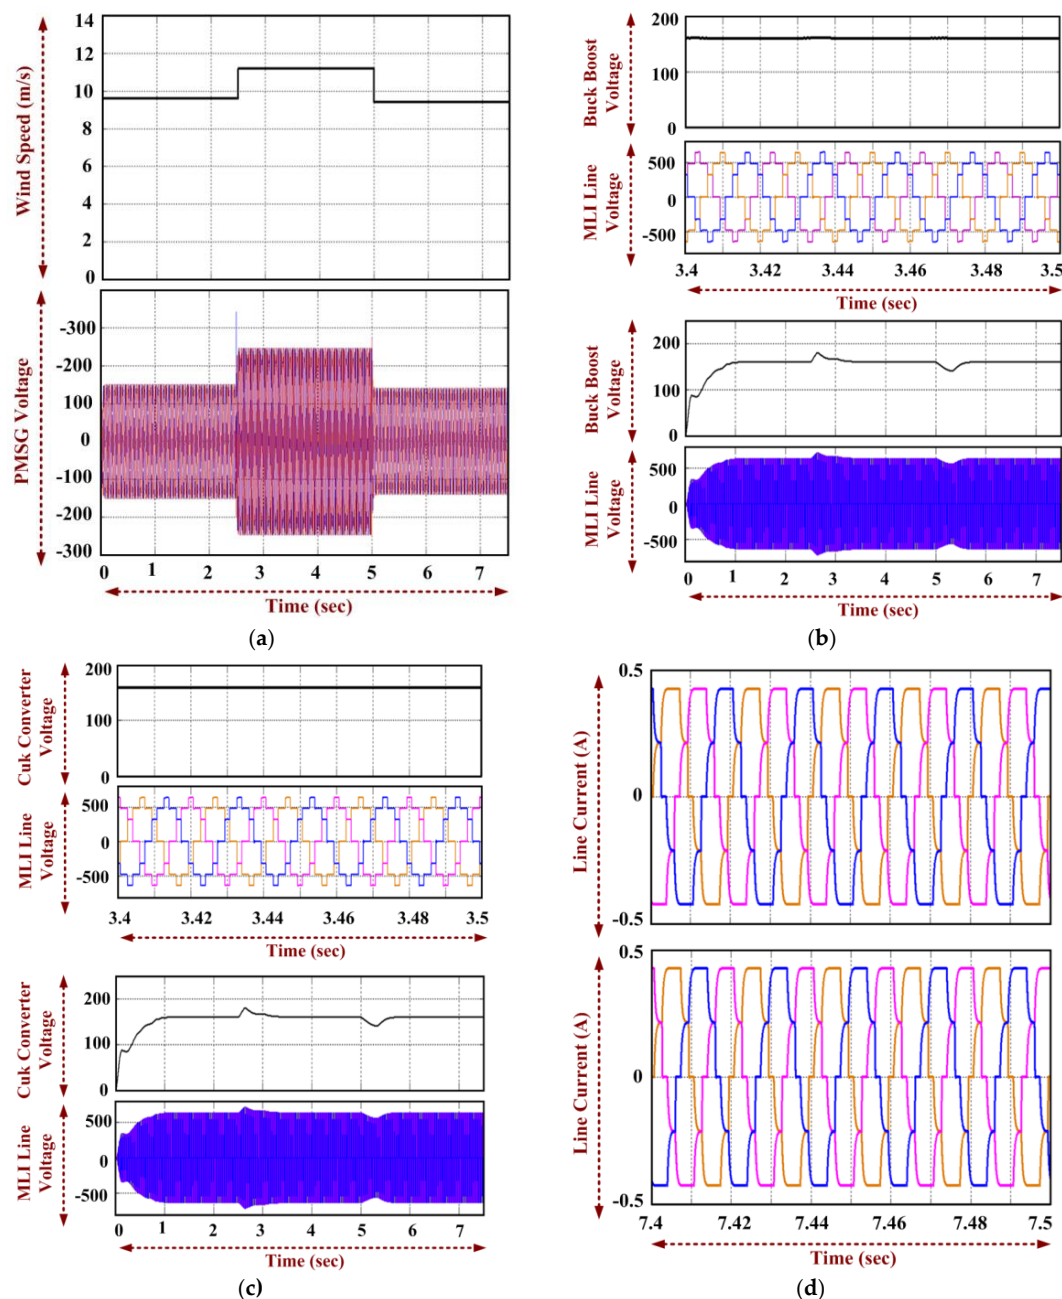 14
12
10
8
6
4
2
0
Wind Speed (m/s)
-300
-200
100
0
-100
-200
-300
PMSG Voltage
0 1 2 3 4 5 6 7
Time (sec)
(a)
200
100
0
Buck Boost
Voltage
500
0
-500
MLI Line
Voltage
3.4 3.42 3.44 3.46 3.48 3.5
Time (sec)
200
100
0
Buck Boost
Voltage
500
0
-500
MLI Line
Voltage
0 1 2 3 4 5 6 7
Time (sec)
(b)
200
100
0
Cuk Converter
Voltage
500
0
-500
MLI Line
Voltage
3.4 3.42 3.44 3.46 3.48 3.5
Time (sec)
200
100
0
Cuk Converter
Voltage
500
0
-500
MLI Line
Voltage
0 1 2 3 4 5 6 7
Time (sec)
(c)
0.5
0
-0.5
Line Current (A)
0.5
0
-0.5
Line Current (A)
7.4 7.42 7.44 7.46 7.48 7.5
Time (sec)
(d)